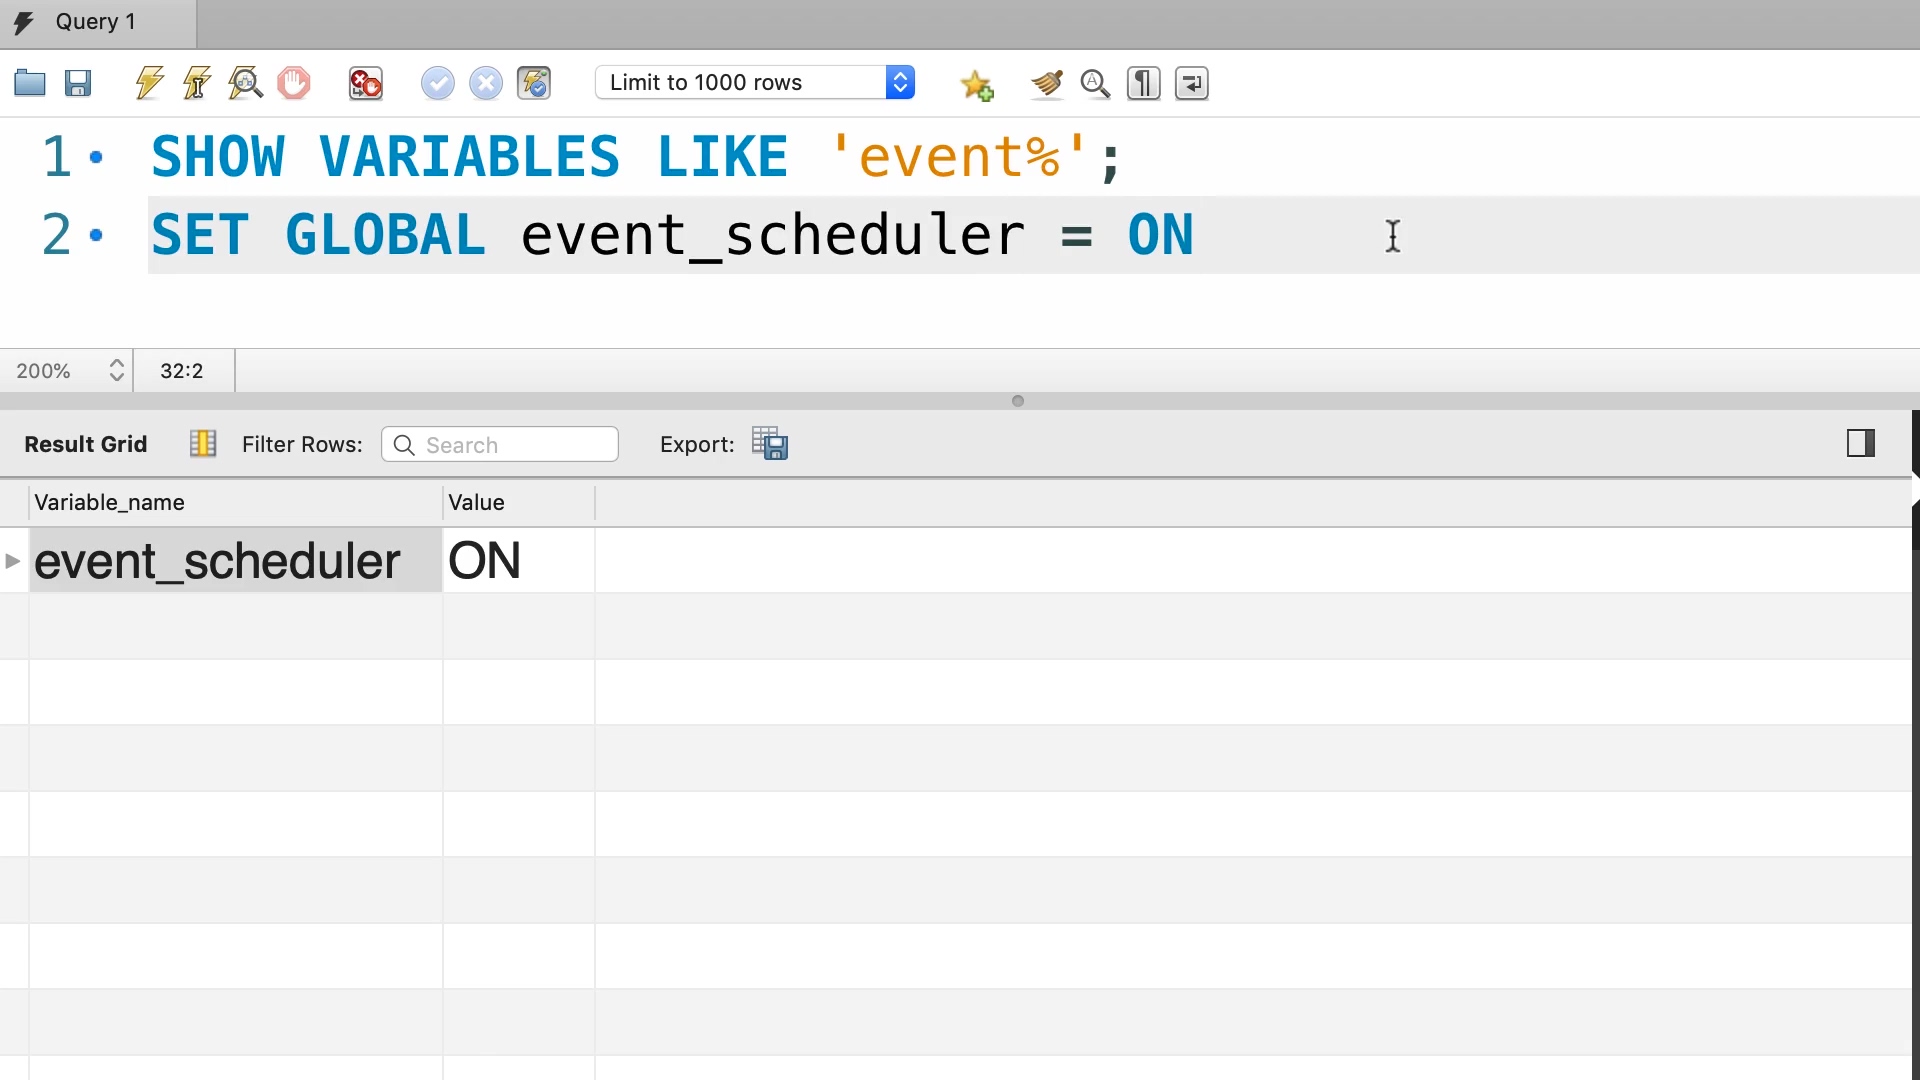 Query 1
Limit to 1000 rows
1 SHOW VARIABLES LIKE 'event%';
2 SET GLOBAL event_scheduler = ON
200% 32:2
Result Grid Filter Rows: Search Export:
Variable_name Value
event_scheduler ON